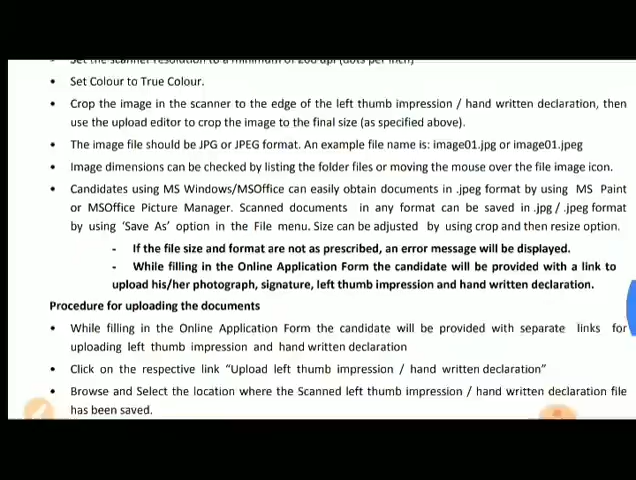 Set the scanner resolution to a minimum of 200 dpi (dots per inch)
• Set Colour to True Colour.
• Crop the image in the scanner to the edge of the left thumb impression / hand written declaration, then
use the upload editor to crop the image to the final size (as specified above).
• The image file should be JPG or JPEG format. An example file name is: image01.jpg or image01.jpeg
• Image dimensions can be checked by listing the folder files or moving the mouse over the file image icon.
• Candidates using MS Windows/MSOffice can easily obtain documents in .jpeg format by using MS Paint
or MSOffice Picture Manager. Scanned documents in any format can be saved in .jpg / .jpeg format
by using ‘Save As’ option in the File menu. Size can be adjusted by using crop and then resize option.
- If the file size and format are not as prescribed, an error message will be displayed.
- While filling in the Online Application Form the candidate will be provided with a link to
upload his/her photograph, signature, left thumb impression and hand written declaration.
Procedure for uploading the documents
• While filling in the Online Application Form the candidate will be provided with separate links for
uploading left thumb impression and hand written declaration
• Click on the respective link “Upload left thumb impression / hand written declaration”
• Browse and Select the location where the Scanned left thumb impression / hand written declaration file
has been saved.